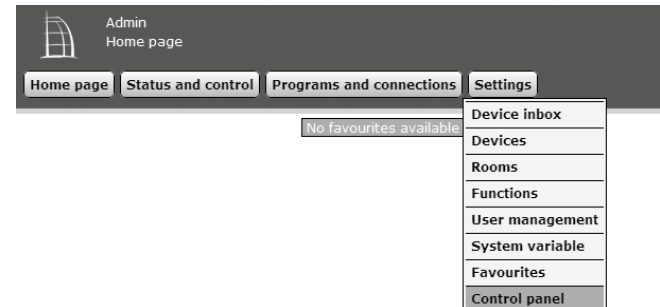 Admin
Home page
Home page Status and control Programs and connections Settings
No favourites available
Device inbox
Devices
Rooms
Functions
User management
System variable
Favourites
Control panel